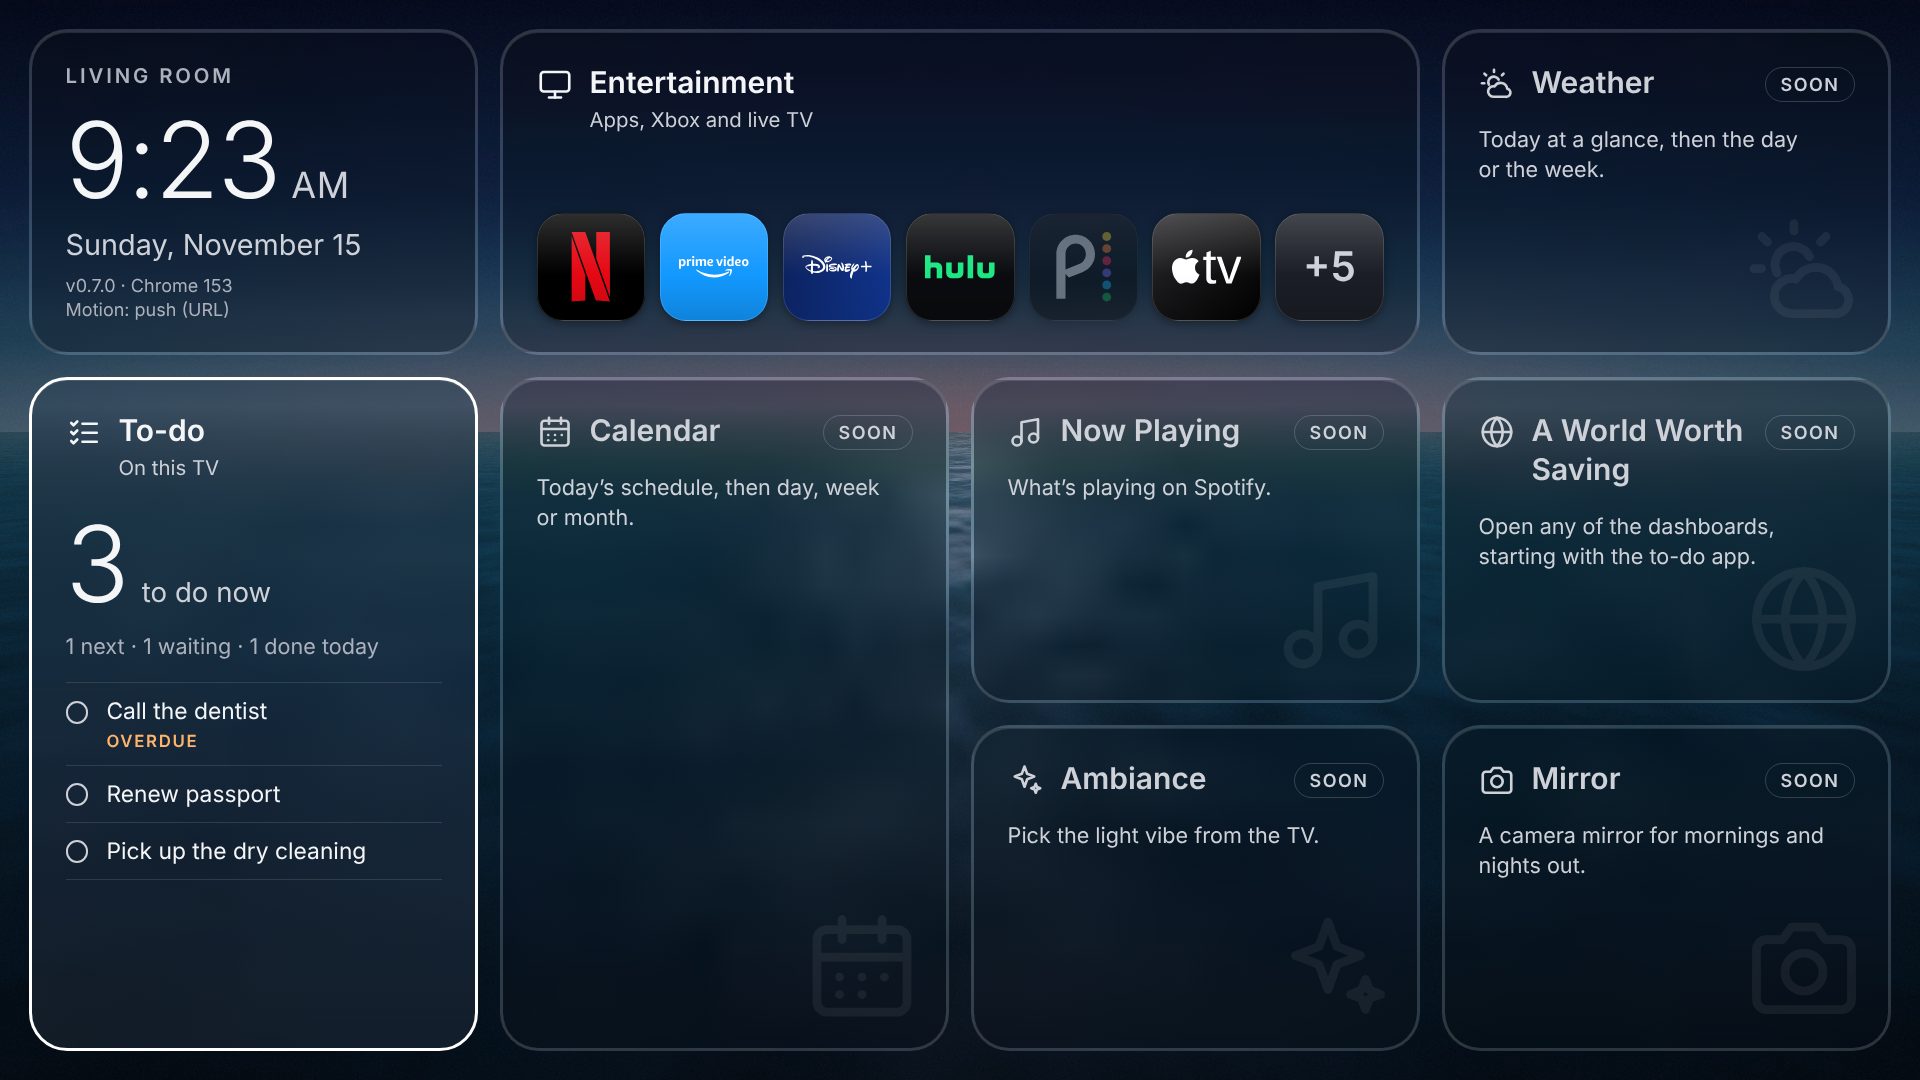 LIVING ROOM
9:23 AM
Sunday, November 15
v0.7.0 · Chrome 153
Motion: push (URL)
Entertainment
Apps, Xbox and live TV
N
prime video
Disney+
hulu
P
tv
+5
Weather
SOON
Today at a glance, then the day
or the week.
To-do
On this TV
3 to do now
1 next · 1 waiting · 1 done today
Call the dentist
OVERDUE
Renew passport
Pick up the dry cleaning
Calendar
SOON
Today’s schedule, then day, week
or month.
Now Playing
SOON
What’s playing on Spotify.
A World Worth
Saving
SOON
Open any of the dashboards,
starting with the to-do app.
Ambiance
SOON
Pick the light vibe from the TV.
Mirror
SOON
A camera mirror for mornings and
nights out.